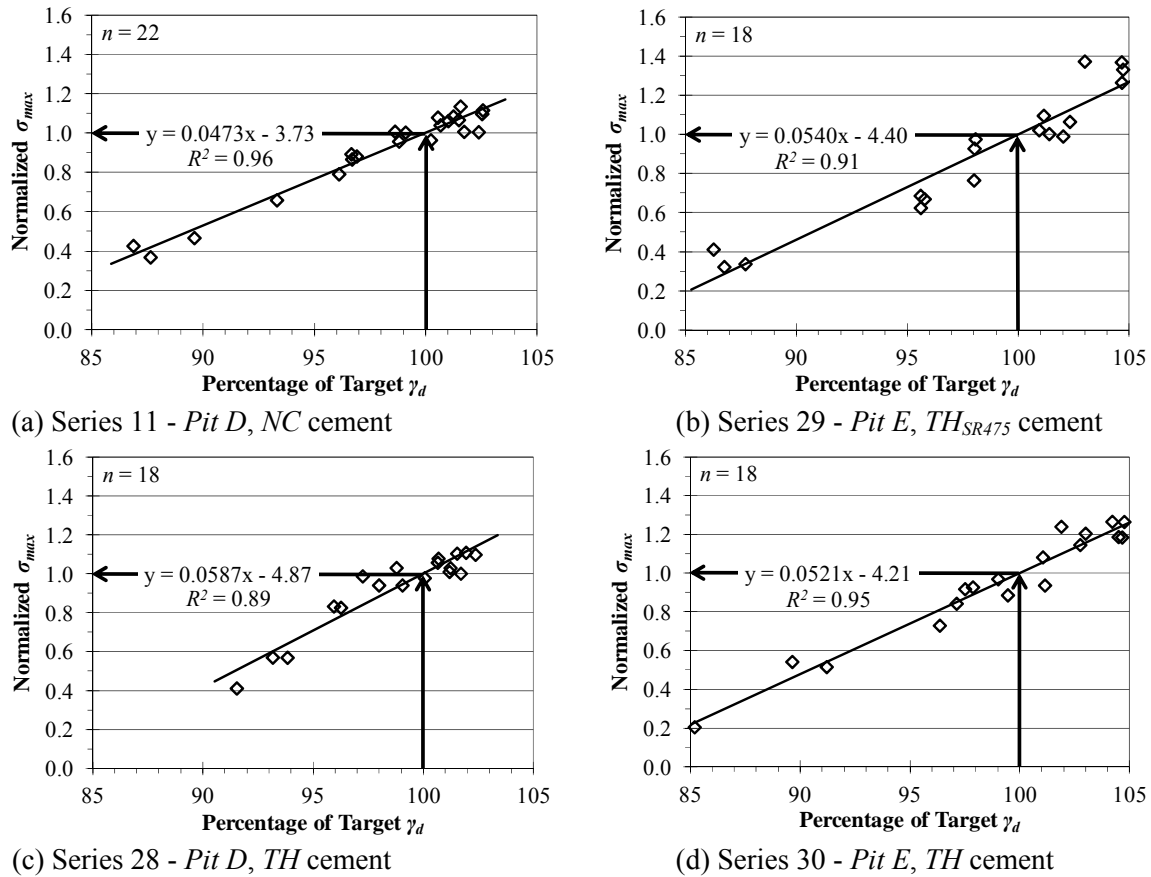 n = 22
Normalized σmax
1.6
1.4
1.2
1.0
0.8
0.6
0.4
0.2
0.0
y = 0.0473x - 3.73
R² = 0.96
85 90 95 100 105
Percentage of Target γd
(a) Series 11 - Pit D, NC cement
n = 18
Normalized σmax
1.6
1.4
1.2
1.0
0.8
0.6
0.4
0.2
0.0
y = 0.0540x - 4.40
R² = 0.91
85 90 95 100 105
Percentage of Target γd
(b) Series 29 - Pit E, THSR475 cement
n = 18
Normalized σmax
1.6
1.4
1.2
1.0
0.8
0.6
0.4
0.2
0.0
y = 0.0587x - 4.87
R² = 0.89
85 90 95 100 105
Percentage of Target γd
(c) Series 28 - Pit D, TH cement
n = 18
Normalized σmax
1.6
1.4
1.2
1.0
0.8
0.6
0.4
0.2
0.0
y = 0.0521x - 4.21
R² = 0.95
85 90 95 100 105
Percentage of Target γd
(d) Series 30 - Pit E, TH cement